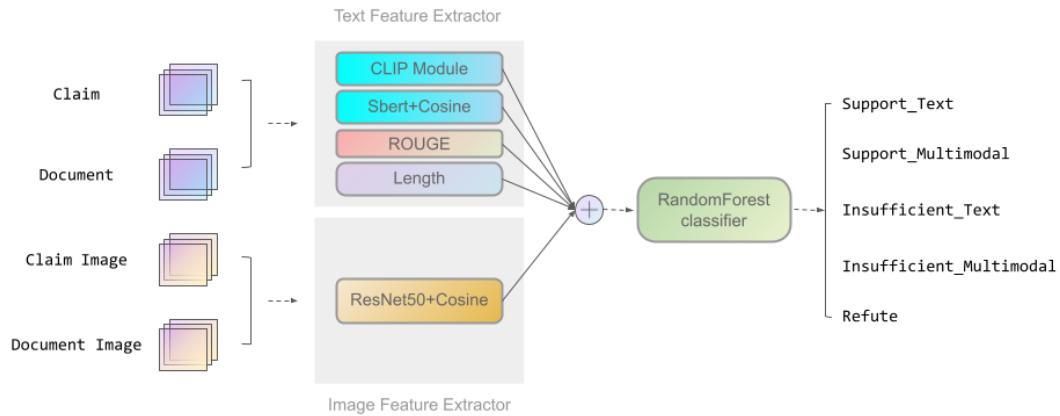 Text Feature Extractor
Claim
Document
Claim Image
Document Image
CLIP Module
Sbert+Cosine
ROUGE
Length
ResNet50+Cosine
Image Feature Extractor
RandomForest
classifier
Support_Text
Support_Multimodal
Insufficient_Text
Insufficient_Multimodal
Refute